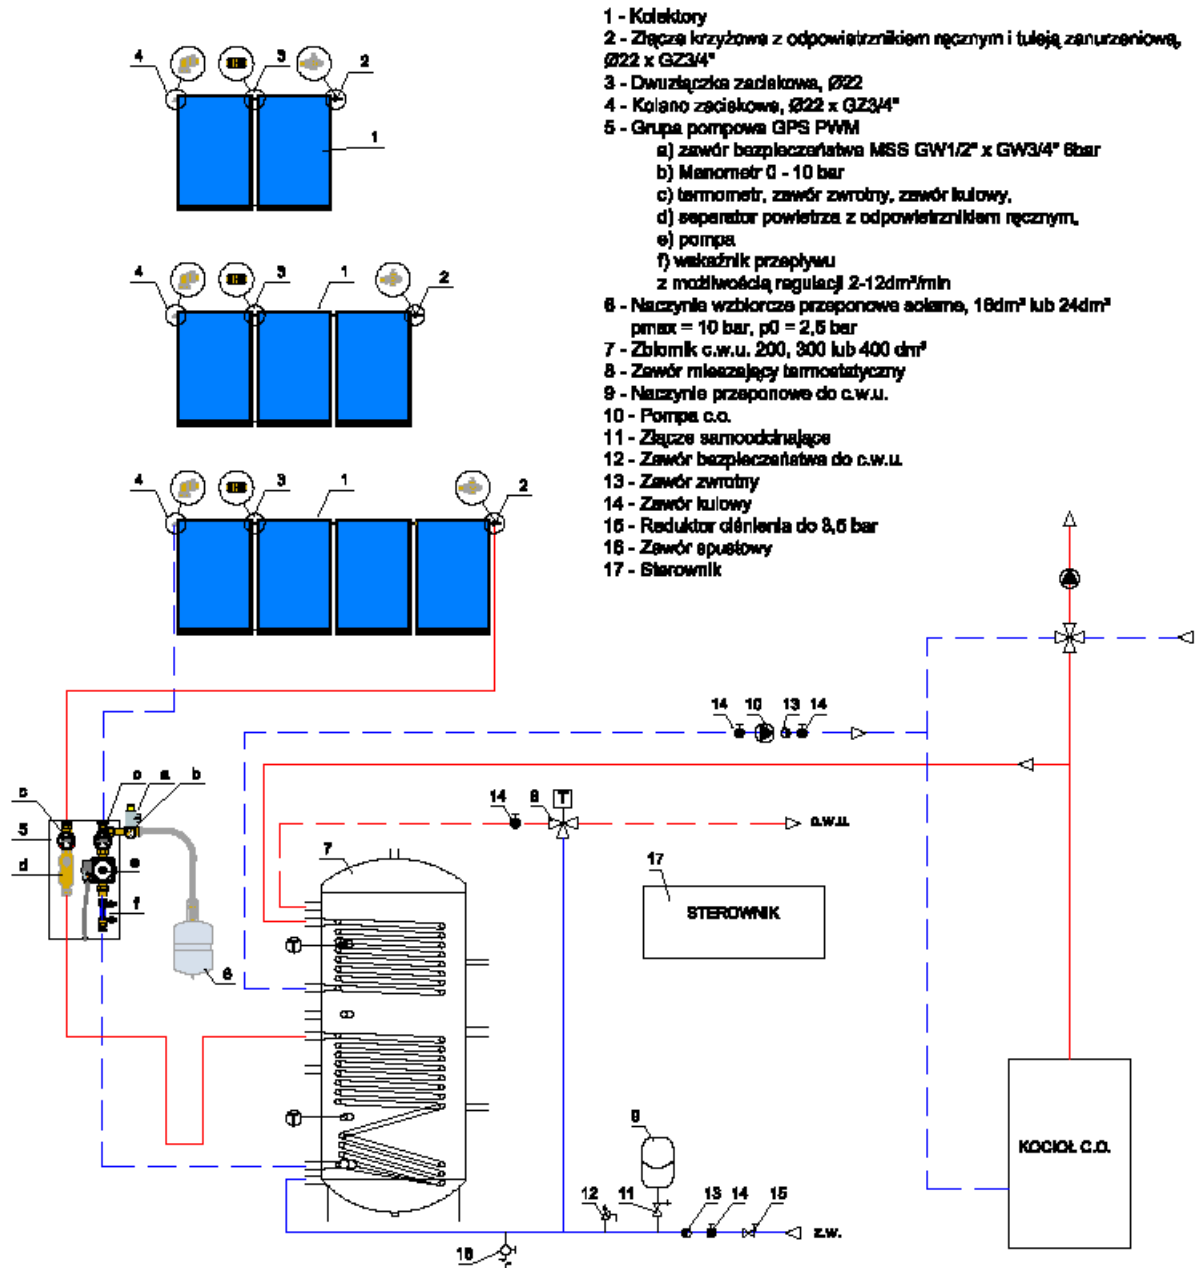 1 - Kolektory
2 - Złącze krzyżowe z odpowietrznikiem ręcznym i tuleją zanurzeniową,
Ø22 x GZ3/4"
3 - Dwuzłączka zaciskowa, Ø22
4 - Kolano zaciskowe, Ø22 x GZ3/4"
5 - Grupa pompowa GPS PWM
a) zawór bezpieczeństwa MSS GW1/2" x GW3/4" 6bar
b) Manometr 0 - 10 bar
c) termometr, zawór zwrotny, zawór kulowy,
d) separator powietrza z odpowietrznikiem ręcznym,
e) pompa
f) wskaźnik przepływu
z możliwością regulacji 2-12dm³/min
6 - Naczynie wzbiorcze przeponowe solarne, 18dm³ lub 24dm³
pmax = 10 bar, p0 = 2,5 bar
7 - Zbiornik c.w.u. 200, 300 lub 400 dm³
8 - Zawór mieszający termostatyczny
9 - Naczynie przeponowe do c.w.u.
10 - Pompa c.o.
11 - Złącze samoodcinające
12 - Zawór bezpieczeństwa do c.w.u.
13 - Zawór zwrotny
14 - Zawór kulowy
15 - Reduktor ciśnienia do 3,5 bar
16 - Zawór spustowy
17 - Sterownik
4 3 2
1
4 3 1 2
4 3 1 2
14 10 13 14
c c a b
5
d e
f
6
14 8 T
c.w.u.
7
17
STEROWNIK
T
T
9
KOCIOŁ C.O.
12 11 13 14 15
z.w.
16